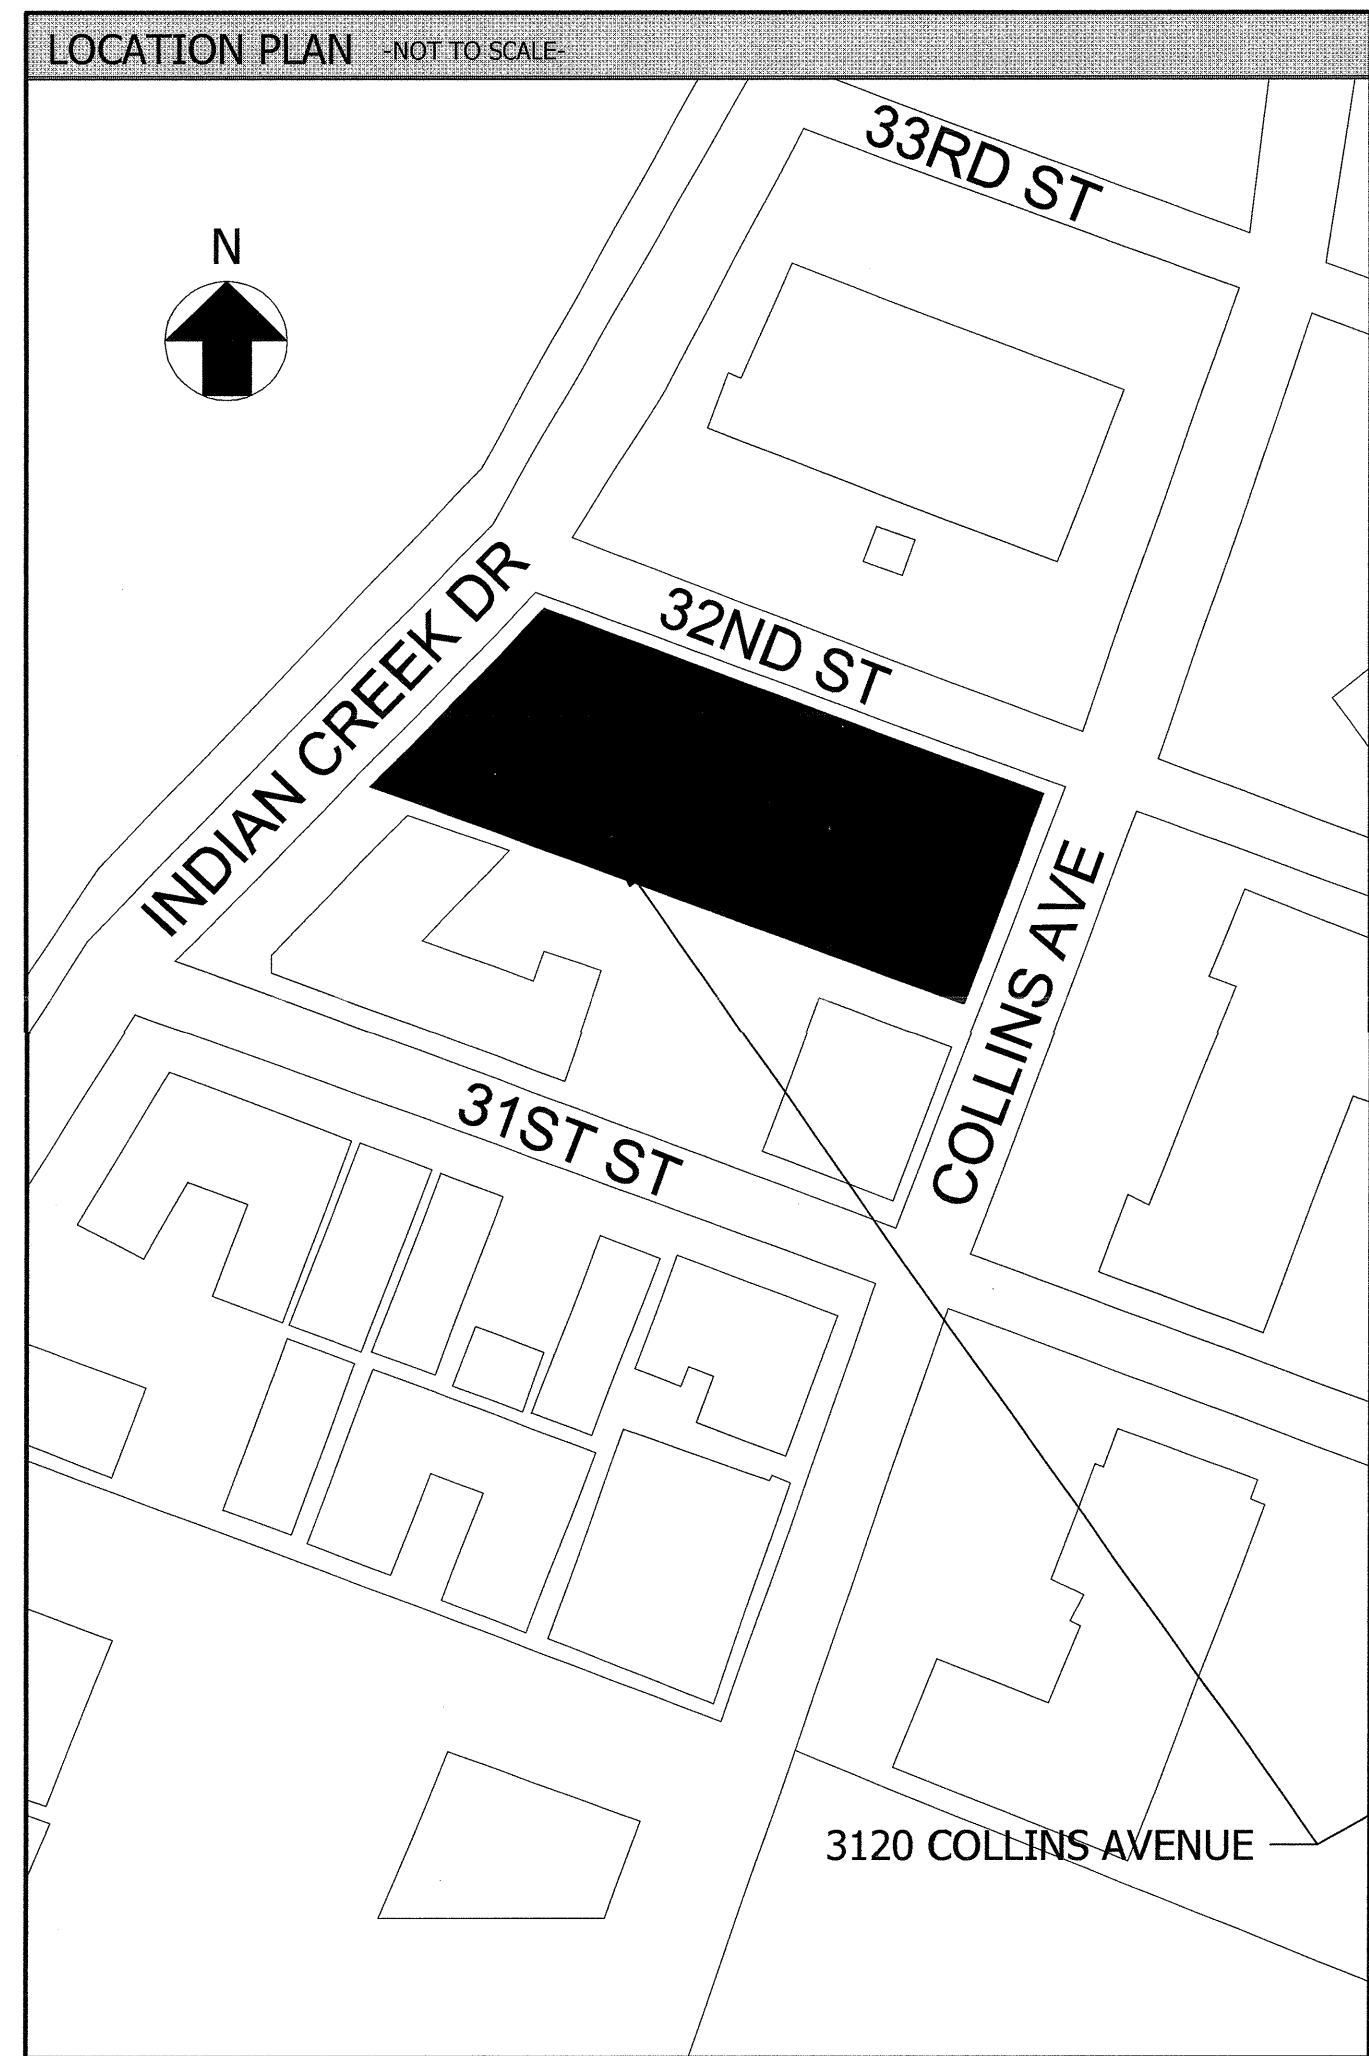 LOCATION PLAN -NOT TO SCALE-
33RD ST
N
32ND ST
INDIAN CREEK DR
COLLINS AVE
31ST ST
3120 COLLINS AVENUE